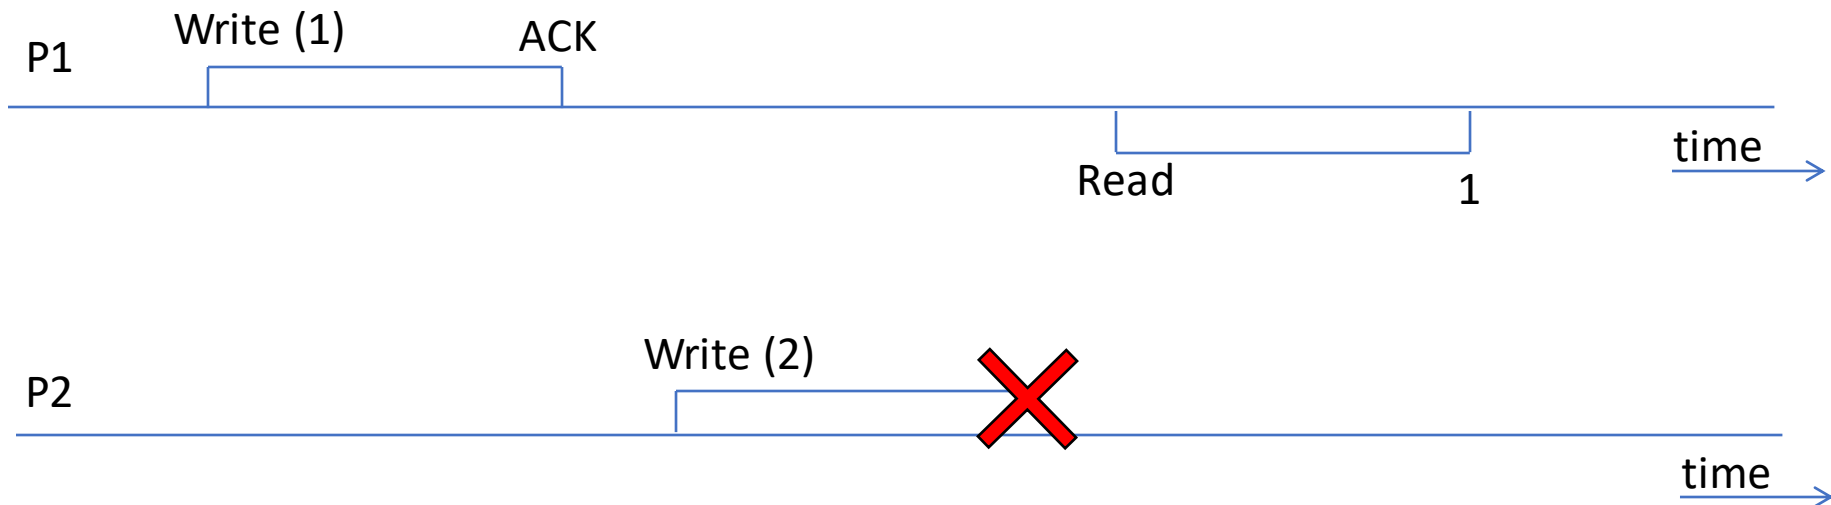 Write (1)
ACK
P1
time
Read
1
Write (2)
P2
time